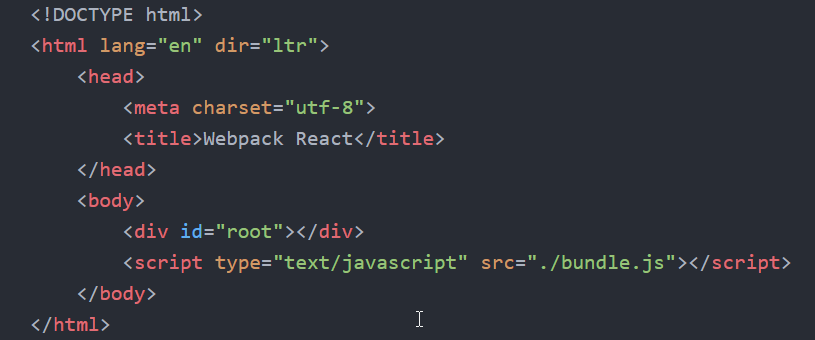 <!DOCTYPE html>
<html lang="en" dir="ltr">
    <head>
        <meta charset="utf-8">
        <title>Webpack React</title>
    </head>
    <body>
        <div id="root"></div>
        <script type="text/javascript" src="./bundle.js"></script>
    </body>
</html>